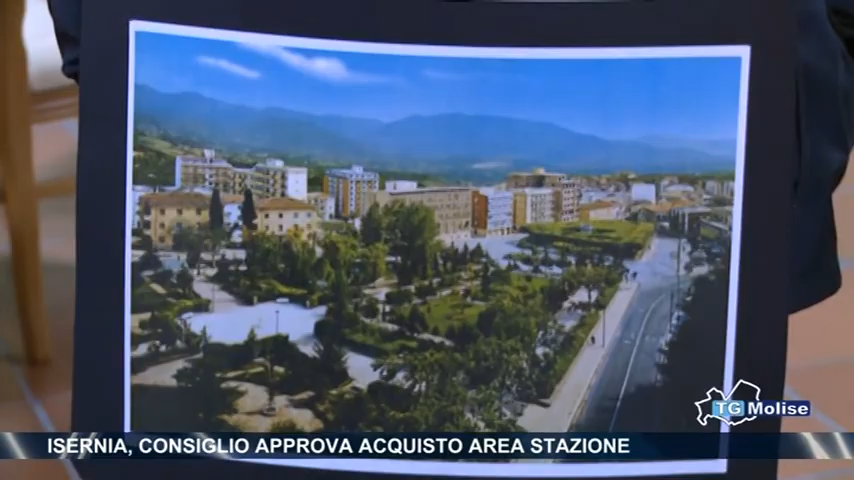 TG Molise
ISERNIA, CONSIGLIO APPROVA ACQUISTO AREA STAZIONE